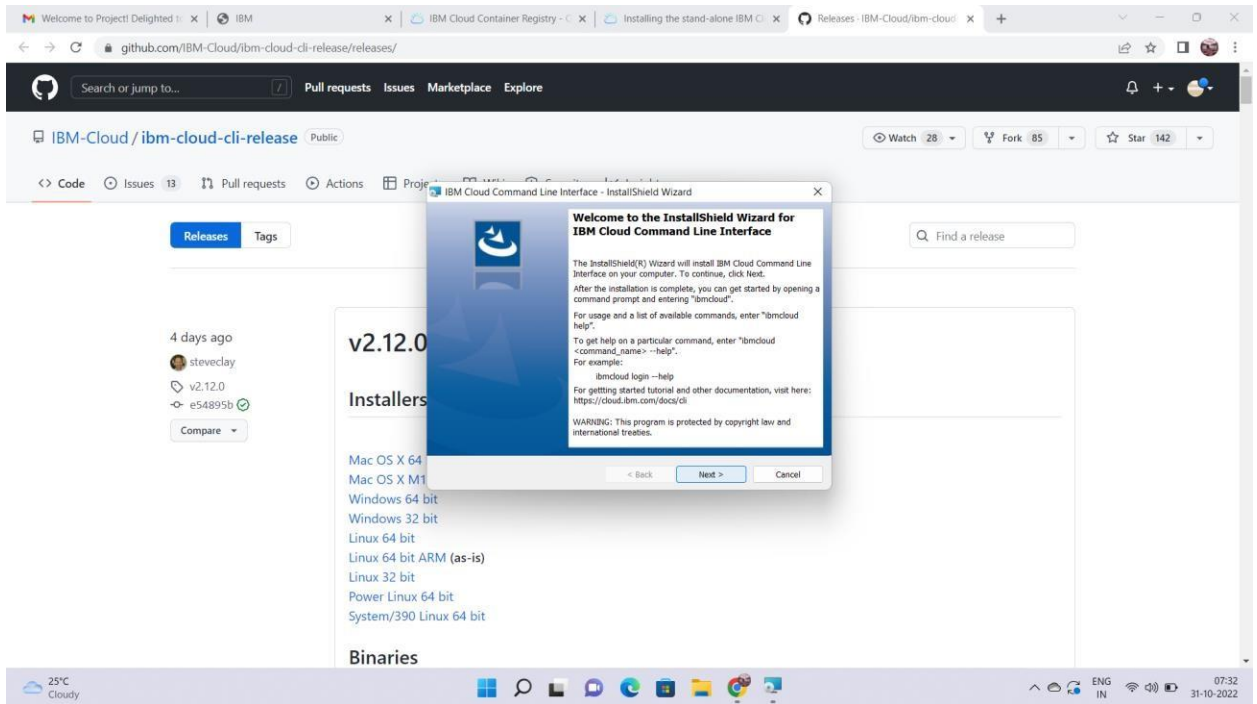 Welcome to Project! Delighted t
IBM
IBM Cloud Container Registry - C
Installing the stand-alone IBM Cl
Releases · IBM-Cloud/ibm-cloud-
github.com/IBM-Cloud/ibm-cloud-cli-release/releases/
Search or jump to...
/
Pull requests Issues Marketplace Explore
IBM-Cloud / ibm-cloud-cli-release Public
Watch 28
Fork 85
Star 142
<> Code
Issues 13
Pull requests
Actions
Releases Tags
Find a release
4 days ago
steveclay
v2.12.0
e54895b
Compare
v2.12.0
Installers
Mac OS X 64
Mac OS X M1
Windows 64 bit
Windows 32 bit
Linux 64 bit
Linux 64 bit ARM (as-is)
Linux 32 bit
Power Linux 64 bit
System/390 Linux 64 bit
Binaries
IBM Cloud Command Line Interface - InstallShield Wizard
Welcome to the InstallShield Wizard for
IBM Cloud Command Line Interface
The InstallShield(R) Wizard will install IBM Cloud Command Line
Interface on your computer. To continue, click Next.
After the installation is complete, you can get started by opening a
command prompt and entering "ibmcloud".
For usage and a list of available commands, enter "ibmcloud
help".
To get help on a particular command, enter "ibmcloud
<command_name> --help".
For example:
ibmcloud login --help
For gettting started tutorial and other documentation, visit here:
https://cloud.ibm.com/docs/cli
WARNING: This program is protected by copyright law and
international treaties.
< Back
Next >
Cancel
25°C
Cloudy
ENG
IN
07:32
31-10-2022